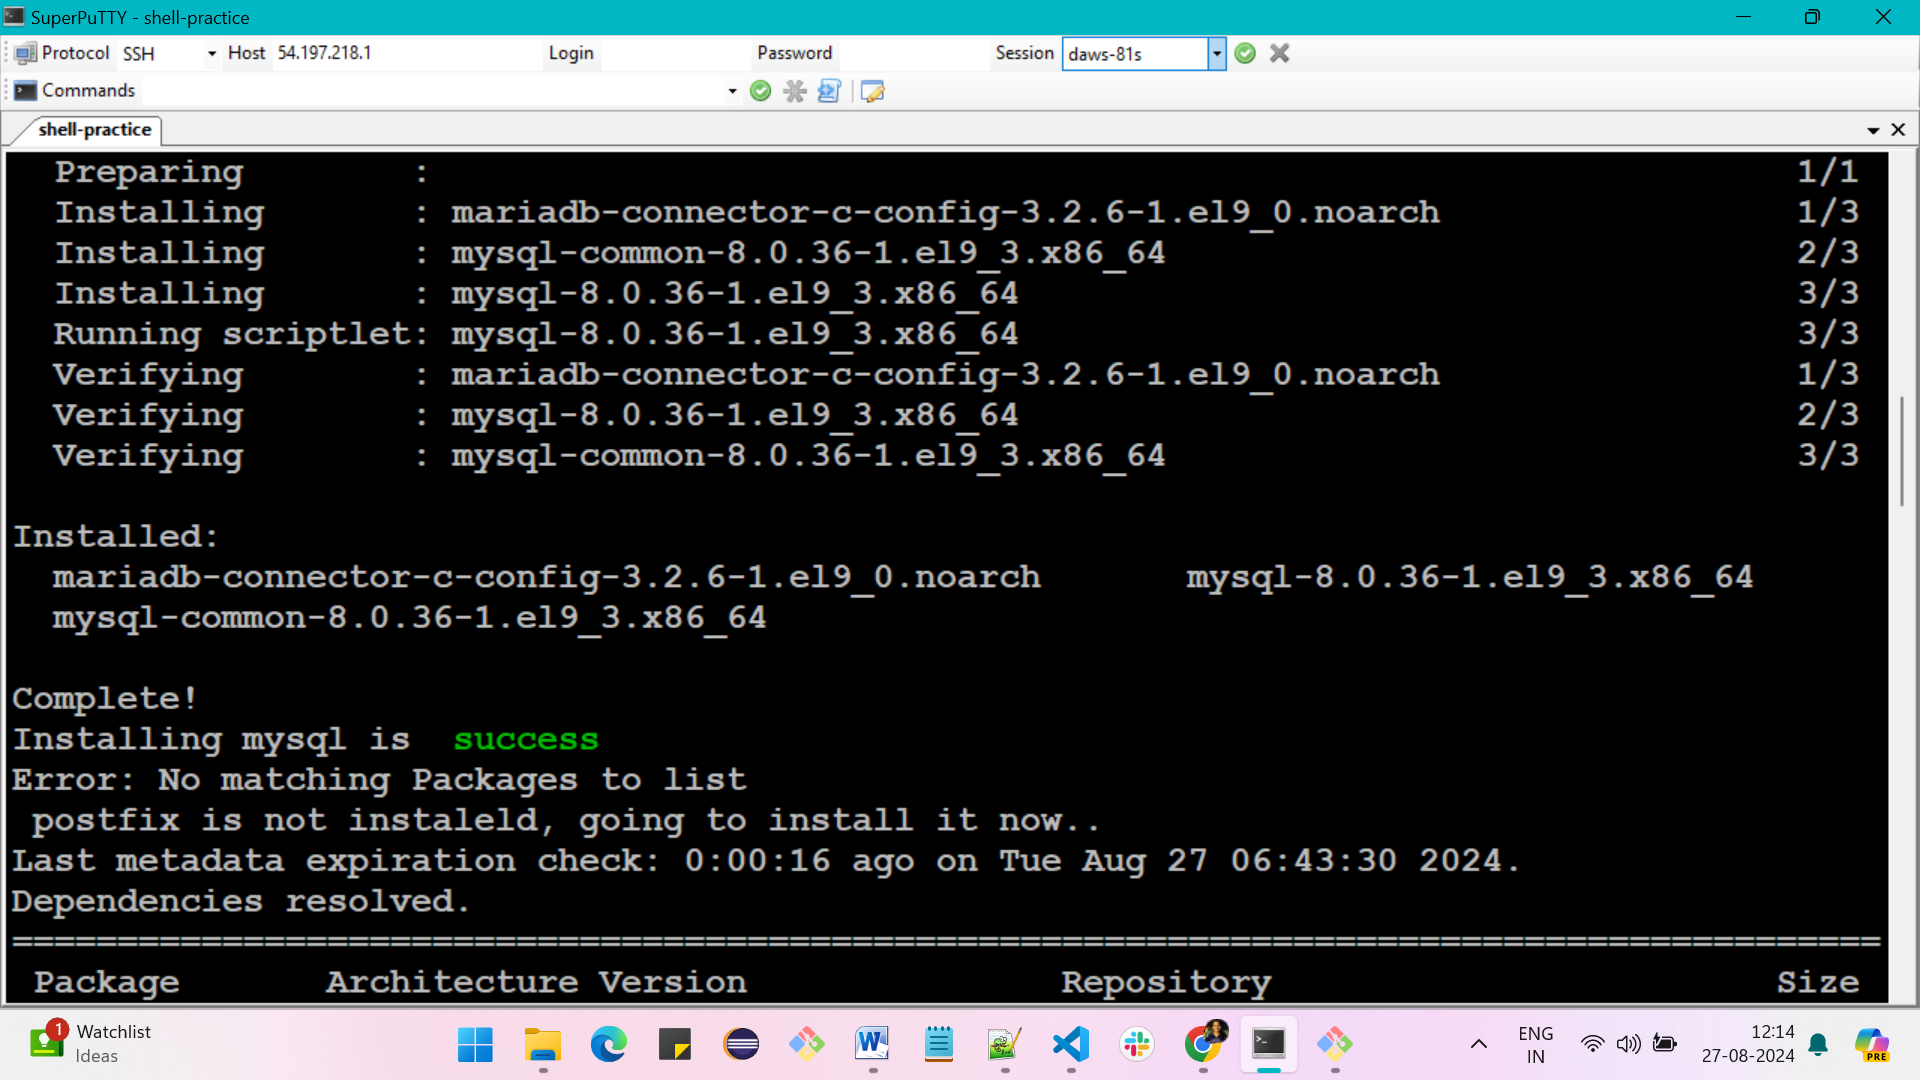 SuperPuTTY - shell-practice
Protocol SSH Host 54.197.218.1 Login Password Session daws-81s
Commands
shell-practice
Preparing : 1/1
Installing : mariadb-connector-c-config-3.2.6-1.el9_0.noarch 1/3
Installing : mysql-common-8.0.36-1.el9_3.x86_64 2/3
Installing : mysql-8.0.36-1.el9_3.x86_64 3/3
Running scriptlet: mysql-8.0.36-1.el9_3.x86_64 3/3
Verifying : mariadb-connector-c-config-3.2.6-1.el9_0.noarch 1/3
Verifying : mysql-8.0.36-1.el9_3.x86_64 2/3
Verifying : mysql-common-8.0.36-1.el9_3.x86_64 3/3
Installed:
mariadb-connector-c-config-3.2.6-1.el9_0.noarch mysql-8.0.36-1.el9_3.x86_64
mysql-common-8.0.36-1.el9_3.x86_64
Complete!
Installing mysql is success
Error: No matching Packages to list
postfix is not instaleld, going to install it now..
Last metadata expiration check: 0:00:16 ago on Tue Aug 27 06:43:30 2024.
Dependencies resolved.
================================================================================
Package Architecture Version Repository Size
1 Watchlist
Ideas
ENG
IN
12:14
27-08-2024
PRE